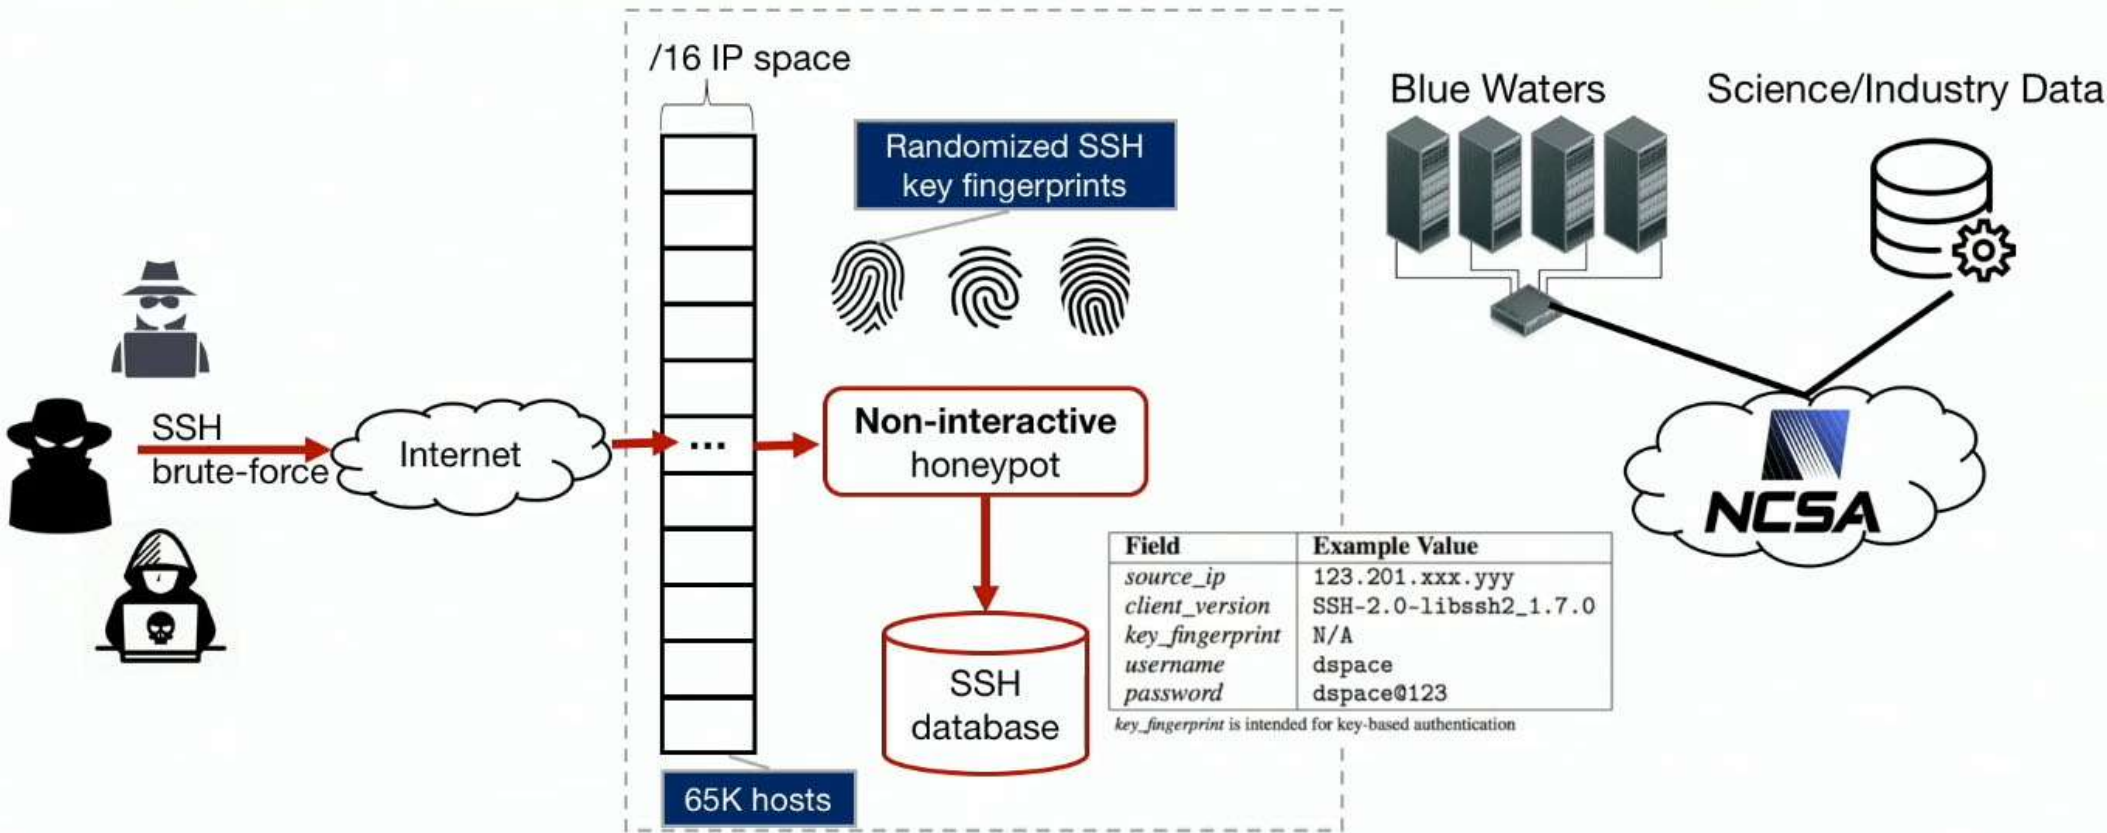 /16 IP space
Randomized SSH
key fingerprints
Blue Waters
Science/Industry Data
SSH
brute-force
Internet
...
Non-interactive
honeypot
NCSA
SSH
database
Field Example Value
source_ip 123.201.xxx.yyy
client_version SSH-2.0-libssh2_1.7.0
key_fingerprint N/A
username dspace
password dspace@123
key_fingerprint is intended for key-based authentication
65K hosts